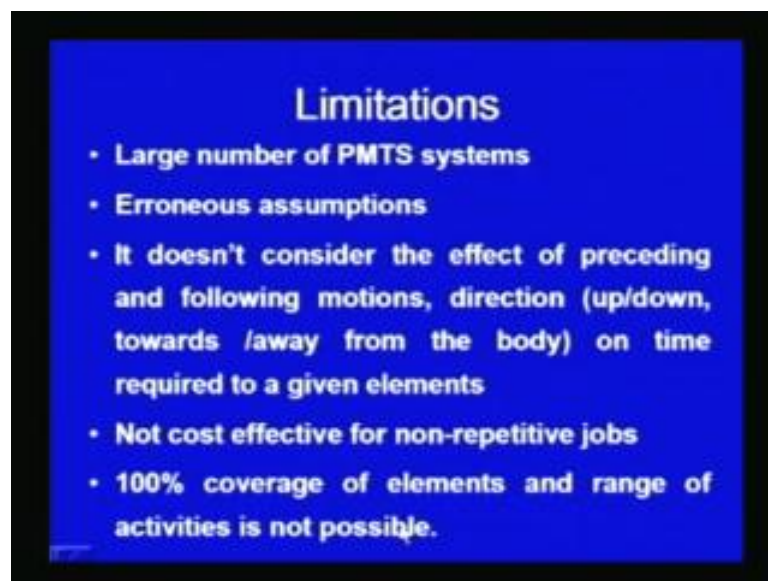 Limitations
• Large number of PMTS systems
• Erroneous assumptions
• It doesn't consider the effect of preceding
and following motions, direction (up/down,
towards /away from the body) on time
required to a given elements
• Not cost effective for non-repetitive jobs
• 100% coverage of elements and range of
activities is not possible.